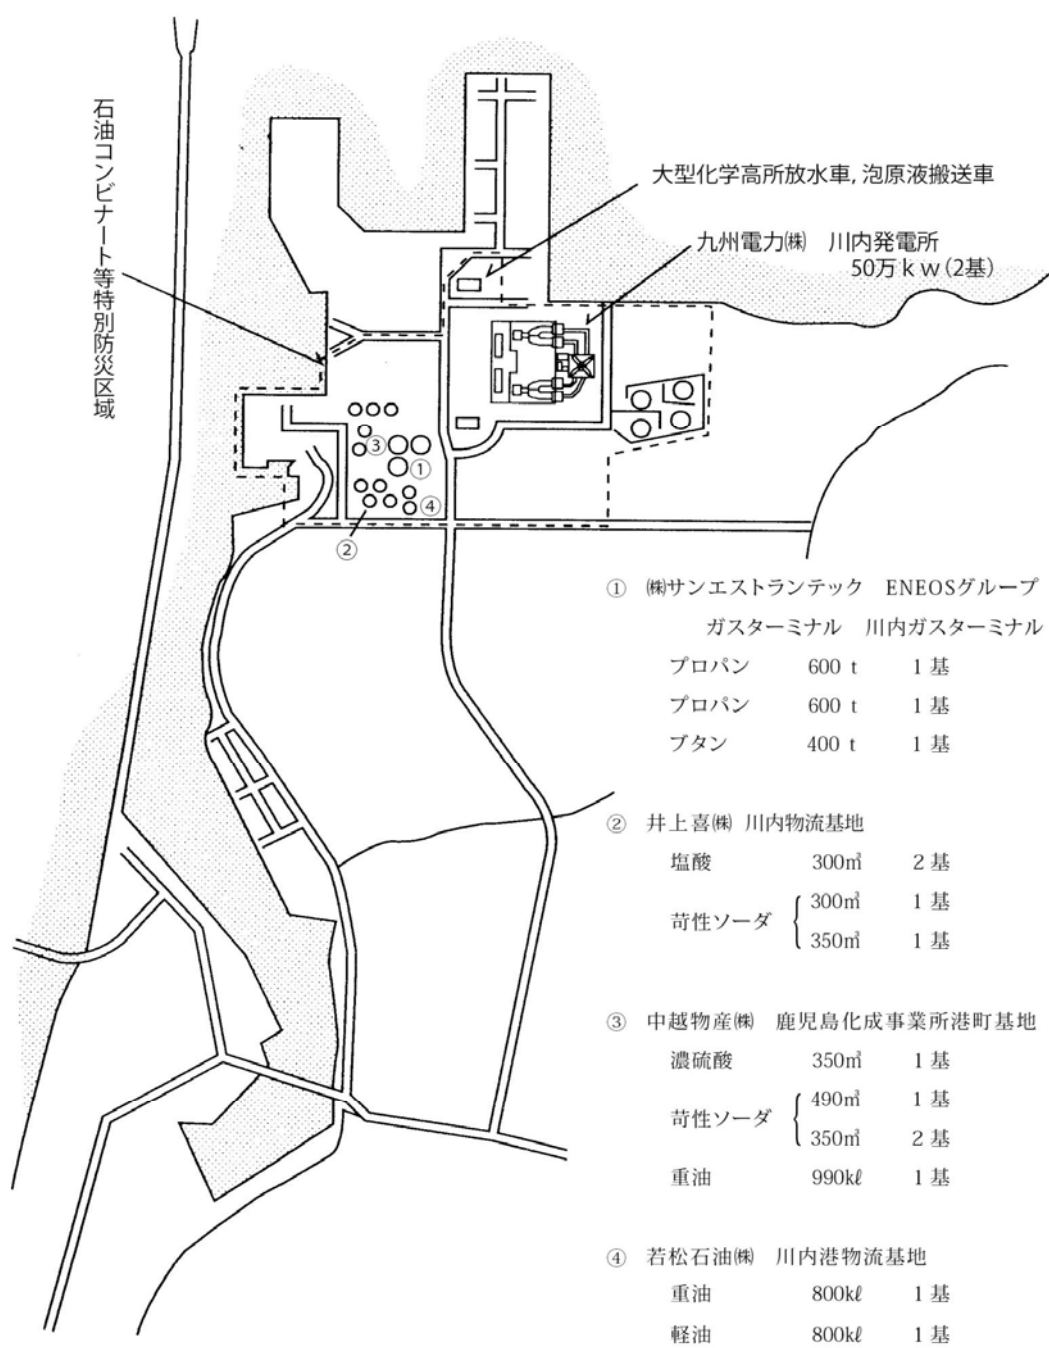 石油コンビナート等特別防災区域
大型化学高所放水車, 泡原液搬送車
九州電力㈱　川内発電所
50万ｋｗ(2基)
③
①
④
②
①　㈱サンエストランテック　ENEOSグループ
ガスターミナル　川内ガスターミナル
プロパン　600 t　1 基
プロパン　600 t　1 基
ブタン　400 t　1 基
②　井上喜㈱　川内物流基地
塩酸　300㎥　2 基
苛性ソーダ　300㎥　1 基
350㎥　1 基
③　中越物産㈱　鹿児島化成事業所港町基地
濃硫酸　350㎥　1 基
苛性ソーダ　490㎥　1 基
350㎥　2 基
重油　990kℓ　1 基
④　若松石油㈱　川内港物流基地
重油　800kℓ　1 基
軽油　800kℓ　1 基